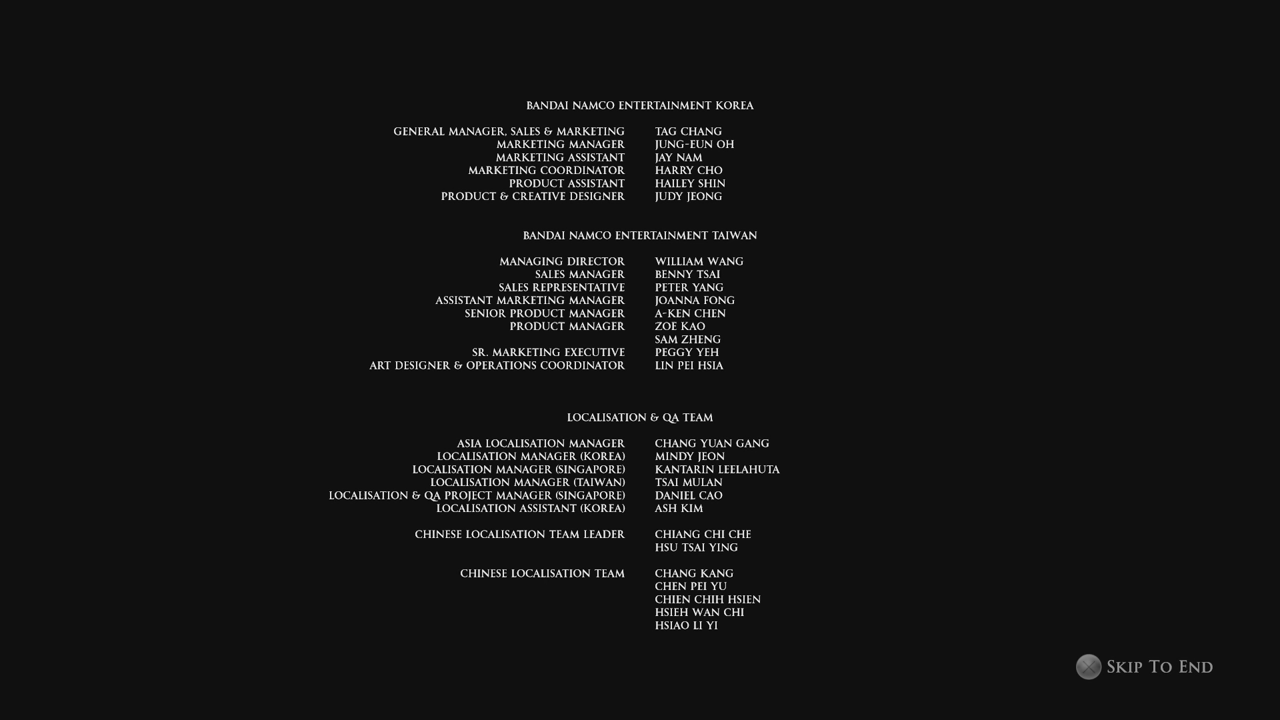 BANDAI NAMCO ENTERTAINMENT KOREA
GENERAL MANAGER, SALES & MARKETING TAG CHANG
MARKETING MANAGER JUNG-EUN OH
MARKETING ASSISTANT JAY NAM
MARKETING COORDINATOR HARRY CHO
PRODUCT ASSISTANT HAILEY SHIN
PRODUCT & CREATIVE DESIGNER JUDY JEONG
BANDAI NAMCO ENTERTAINMENT TAIWAN
MANAGING DIRECTOR WILLIAM WANG
SALES MANAGER BENNY TSAI
SALES REPRESENTATIVE PETER YANG
ASSISTANT MARKETING MANAGER JOANNA FONG
SENIOR PRODUCT MANAGER A-KEN CHEN
PRODUCT MANAGER ZOE KAO
SAM ZHENG
SR. MARKETING EXECUTIVE PEGGY YEH
ART DESIGNER & OPERATIONS COORDINATOR LIN PEI HSIA
LOCALISATION & QA TEAM
ASIA LOCALISATION MANAGER CHANG YUAN GANG
LOCALISATION MANAGER (KOREA) MINDY JEON
LOCALISATION MANAGER (SINGAPORE) KANTARIN LEELAHUTA
LOCALISATION MANAGER (TAIWAN) TSAI MULAN
LOCALISATION & QA PROJECT MANAGER (SINGAPORE) DANIEL CAO
LOCALISATION ASSISTANT (KOREA) ASH KIM
CHINESE LOCALISATION TEAM LEADER CHIANG CHI CHE
HSU TSAI YING
CHINESE LOCALISATION TEAM CHANG KANG
CHEN PEI YU
CHIEN CHIH HSIEN
HSIEH WAN CHI
HSIAO LI YI
SKIP TO END